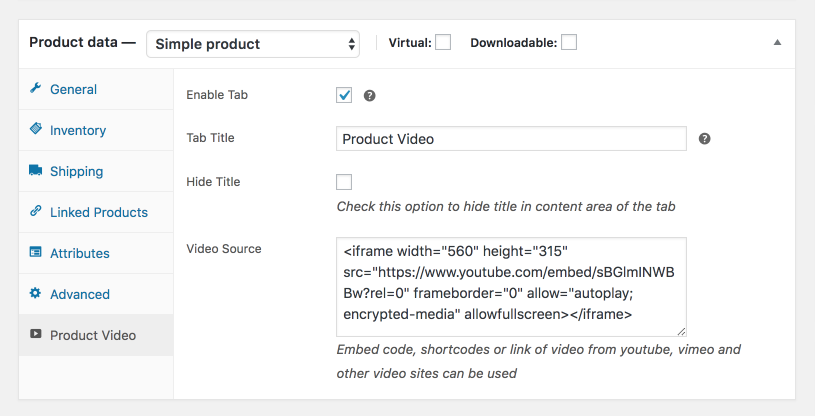 Product data — Simple product Virtual: Downloadable:
General
Inventory
Shipping
Linked Products
Attributes
Advanced
Product Video
Enable Tab ?
Tab Title Product Video ?
Hide Title
Check this option to hide title in content area of the tab
Video Source
<iframe width="560" height="315"
src="https://www.youtube.com/embed/sBGlmINWB
Bw?rel=0" frameborder="0" allow="autoplay;
encrypted-media" allowfullscreen></iframe>
Embed code, shortcodes or link of video from youtube, vimeo and
other video sites can be used